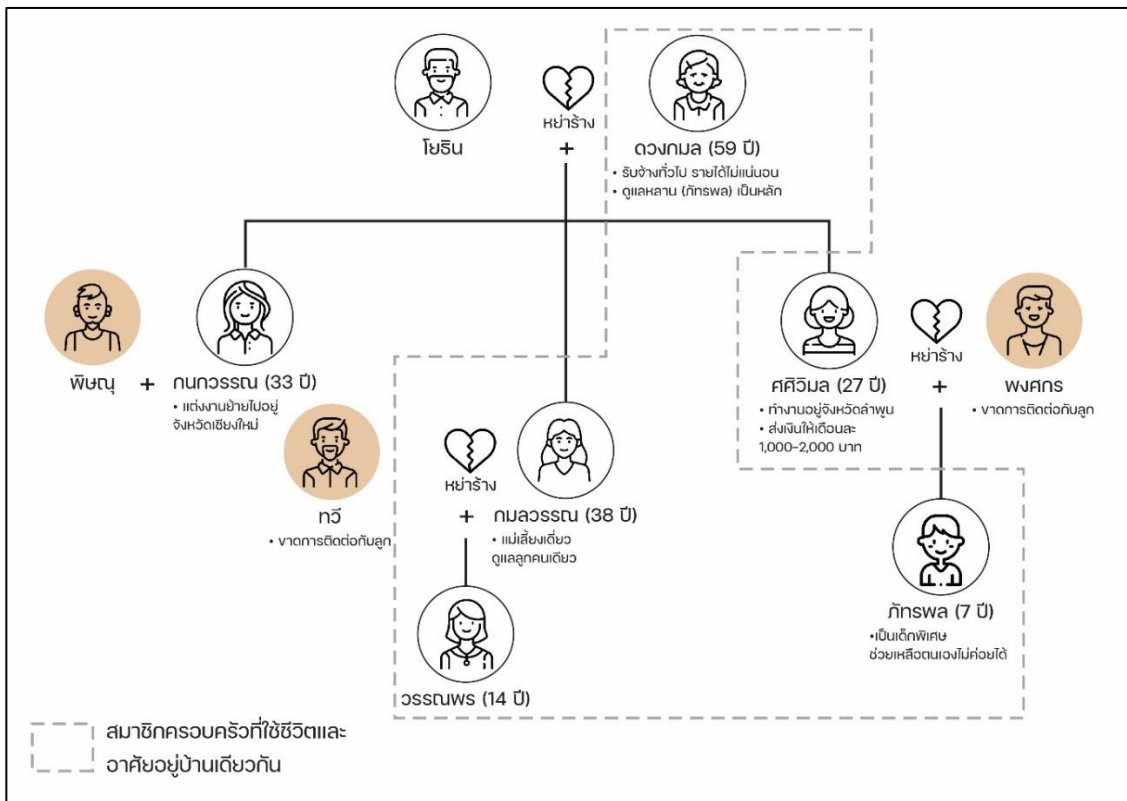 โยธิน
หย่าร้าง
+
ดวงกมล (59 ปี)
• รับจ้างทั่วไป รายได้ไม่แน่นอน
• ดูแลหลาน (ภัทรพล) เป็นหลัก
พิษณุ
+
กนกวรรณ (33 ปี)
• แต่งงานย้ายไปอยู่
จังหวัดเชียงใหม่
ศศิวิมล (27 ปี)
• ทำงานอยู่จังหวัดลำพูน
• ส่งเงินให้เดือนละ
1,000-2,000 บาท
หย่าร้าง
+
พงศกร
• ขาดการติดต่อกับลูก
ทวี
• ขาดการติดต่อกับลูก
หย่าร้าง
+
กมลวรรณ (38 ปี)
• แม่เลี้ยงเดี่ยว
ดูแลลูกคนเดียว
ภัทรพล (7 ปี)
•เป็นเด็กพิเศษ
ช่วยเหลือตนเองไม่ค่อยได้
วรรณพร (14 ปี)
สมาชิกครอบครัวที่ใช้ชีวิตและ
อาศัยอยู่บ้านเดียวกัน